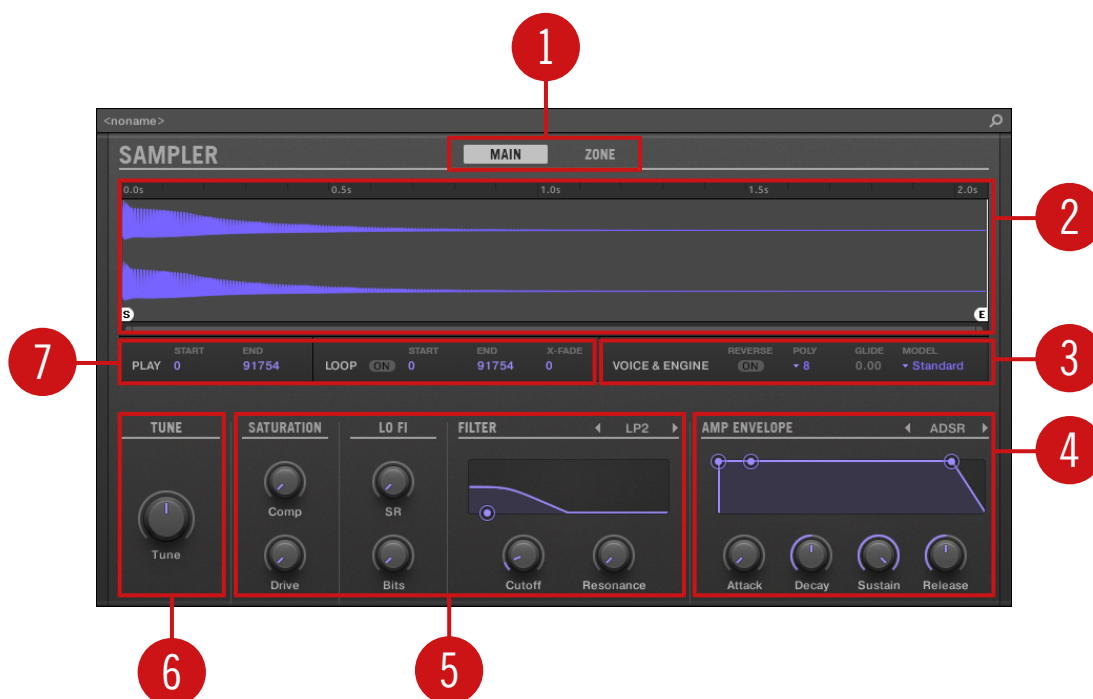 1
<noname>
SAMPLER
MAIN ZONE
0.0s 0.5s 1.0s 1.5s 2.0s
2
S E
7
PLAY START 0 END 91754 LOOP ON START 0 END 91754 X-FADE 0
VOICE & ENGINE REVERSE ON POLY 8 GLIDE 0.00 MODEL Standard
3
TUNE SATURATION LO FI FILTER LP2 AMP ENVELOPE ADSR
4
Comp SR
Tune
Drive Bits Cutoff Resonance Attack Decay Sustain Release
6 5